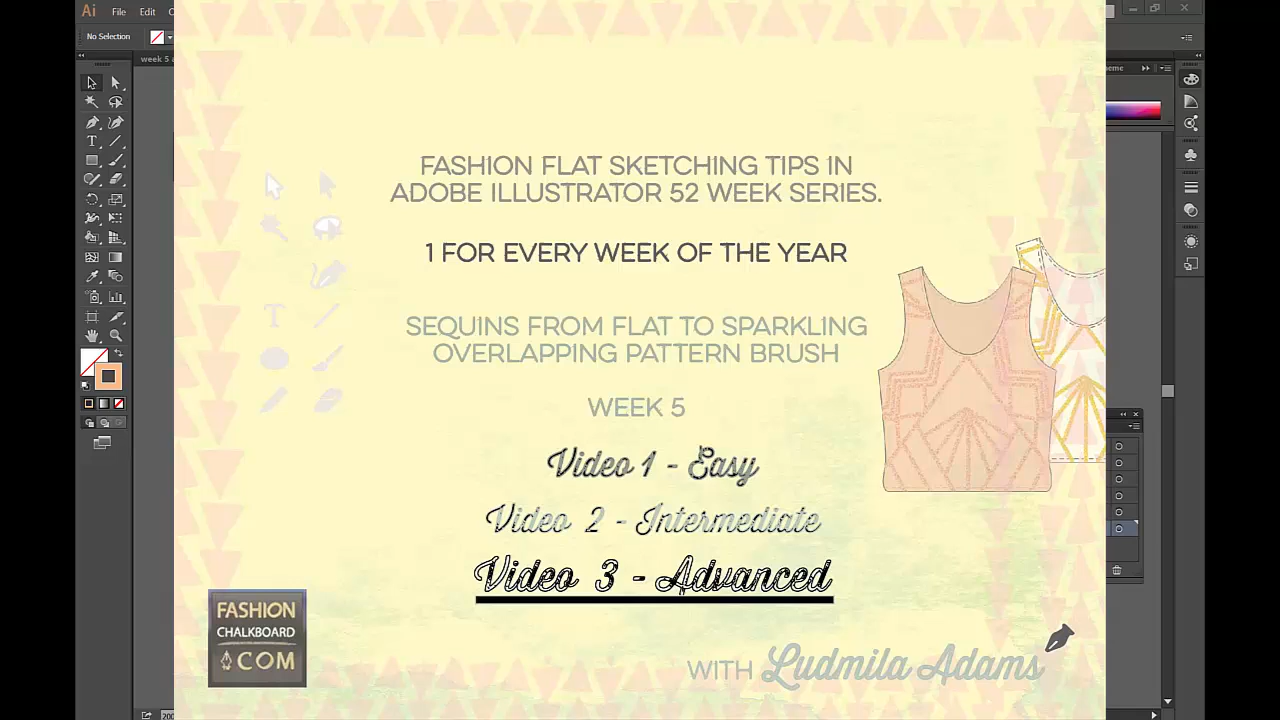 Ai File Edit
No Selection
week 5
FASHION FLAT SKETCHING TIPS IN
ADOBE ILLUSTRATOR 52 WEEK SERIES.
1 FOR EVERY WEEK OF THE YEAR
SEQUINS FROM FLAT TO SPARKLING
OVERLAPPING PATTERN BRUSH
WEEK 5
Video 1 - Easy
Video 2 - Intermediate
Video 3 - Advanced
FASHION
CHALKBOARD
.COM
WITH Ludmila Adams